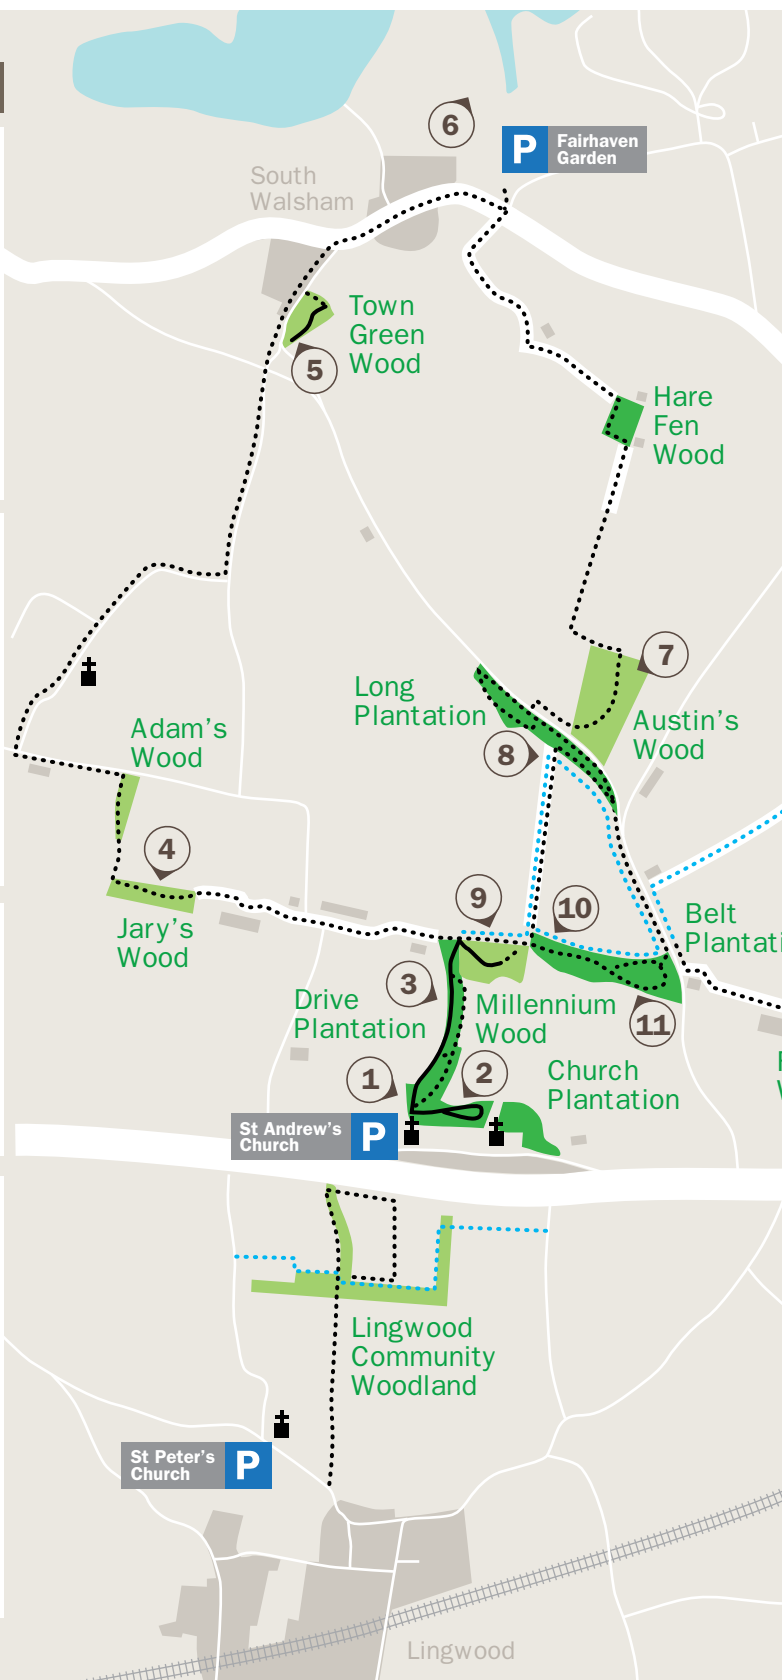 6
P
Fairhaven
Garden
South
Walsham
Town
Green
Wood
5
Hare
Fen
Wood
7
Long
Plantation
Austin's
Wood
8
Adam's
Wood
4
9
10
Jary's
Wood
Belt
Plantati
3
Drive
Plantation
Millennium
Wood
11
1
2
Church
Plantation
St Andrew's
Church
P
Lingwood
Community
Woodland
St Peter's
Church
P
Lingwood